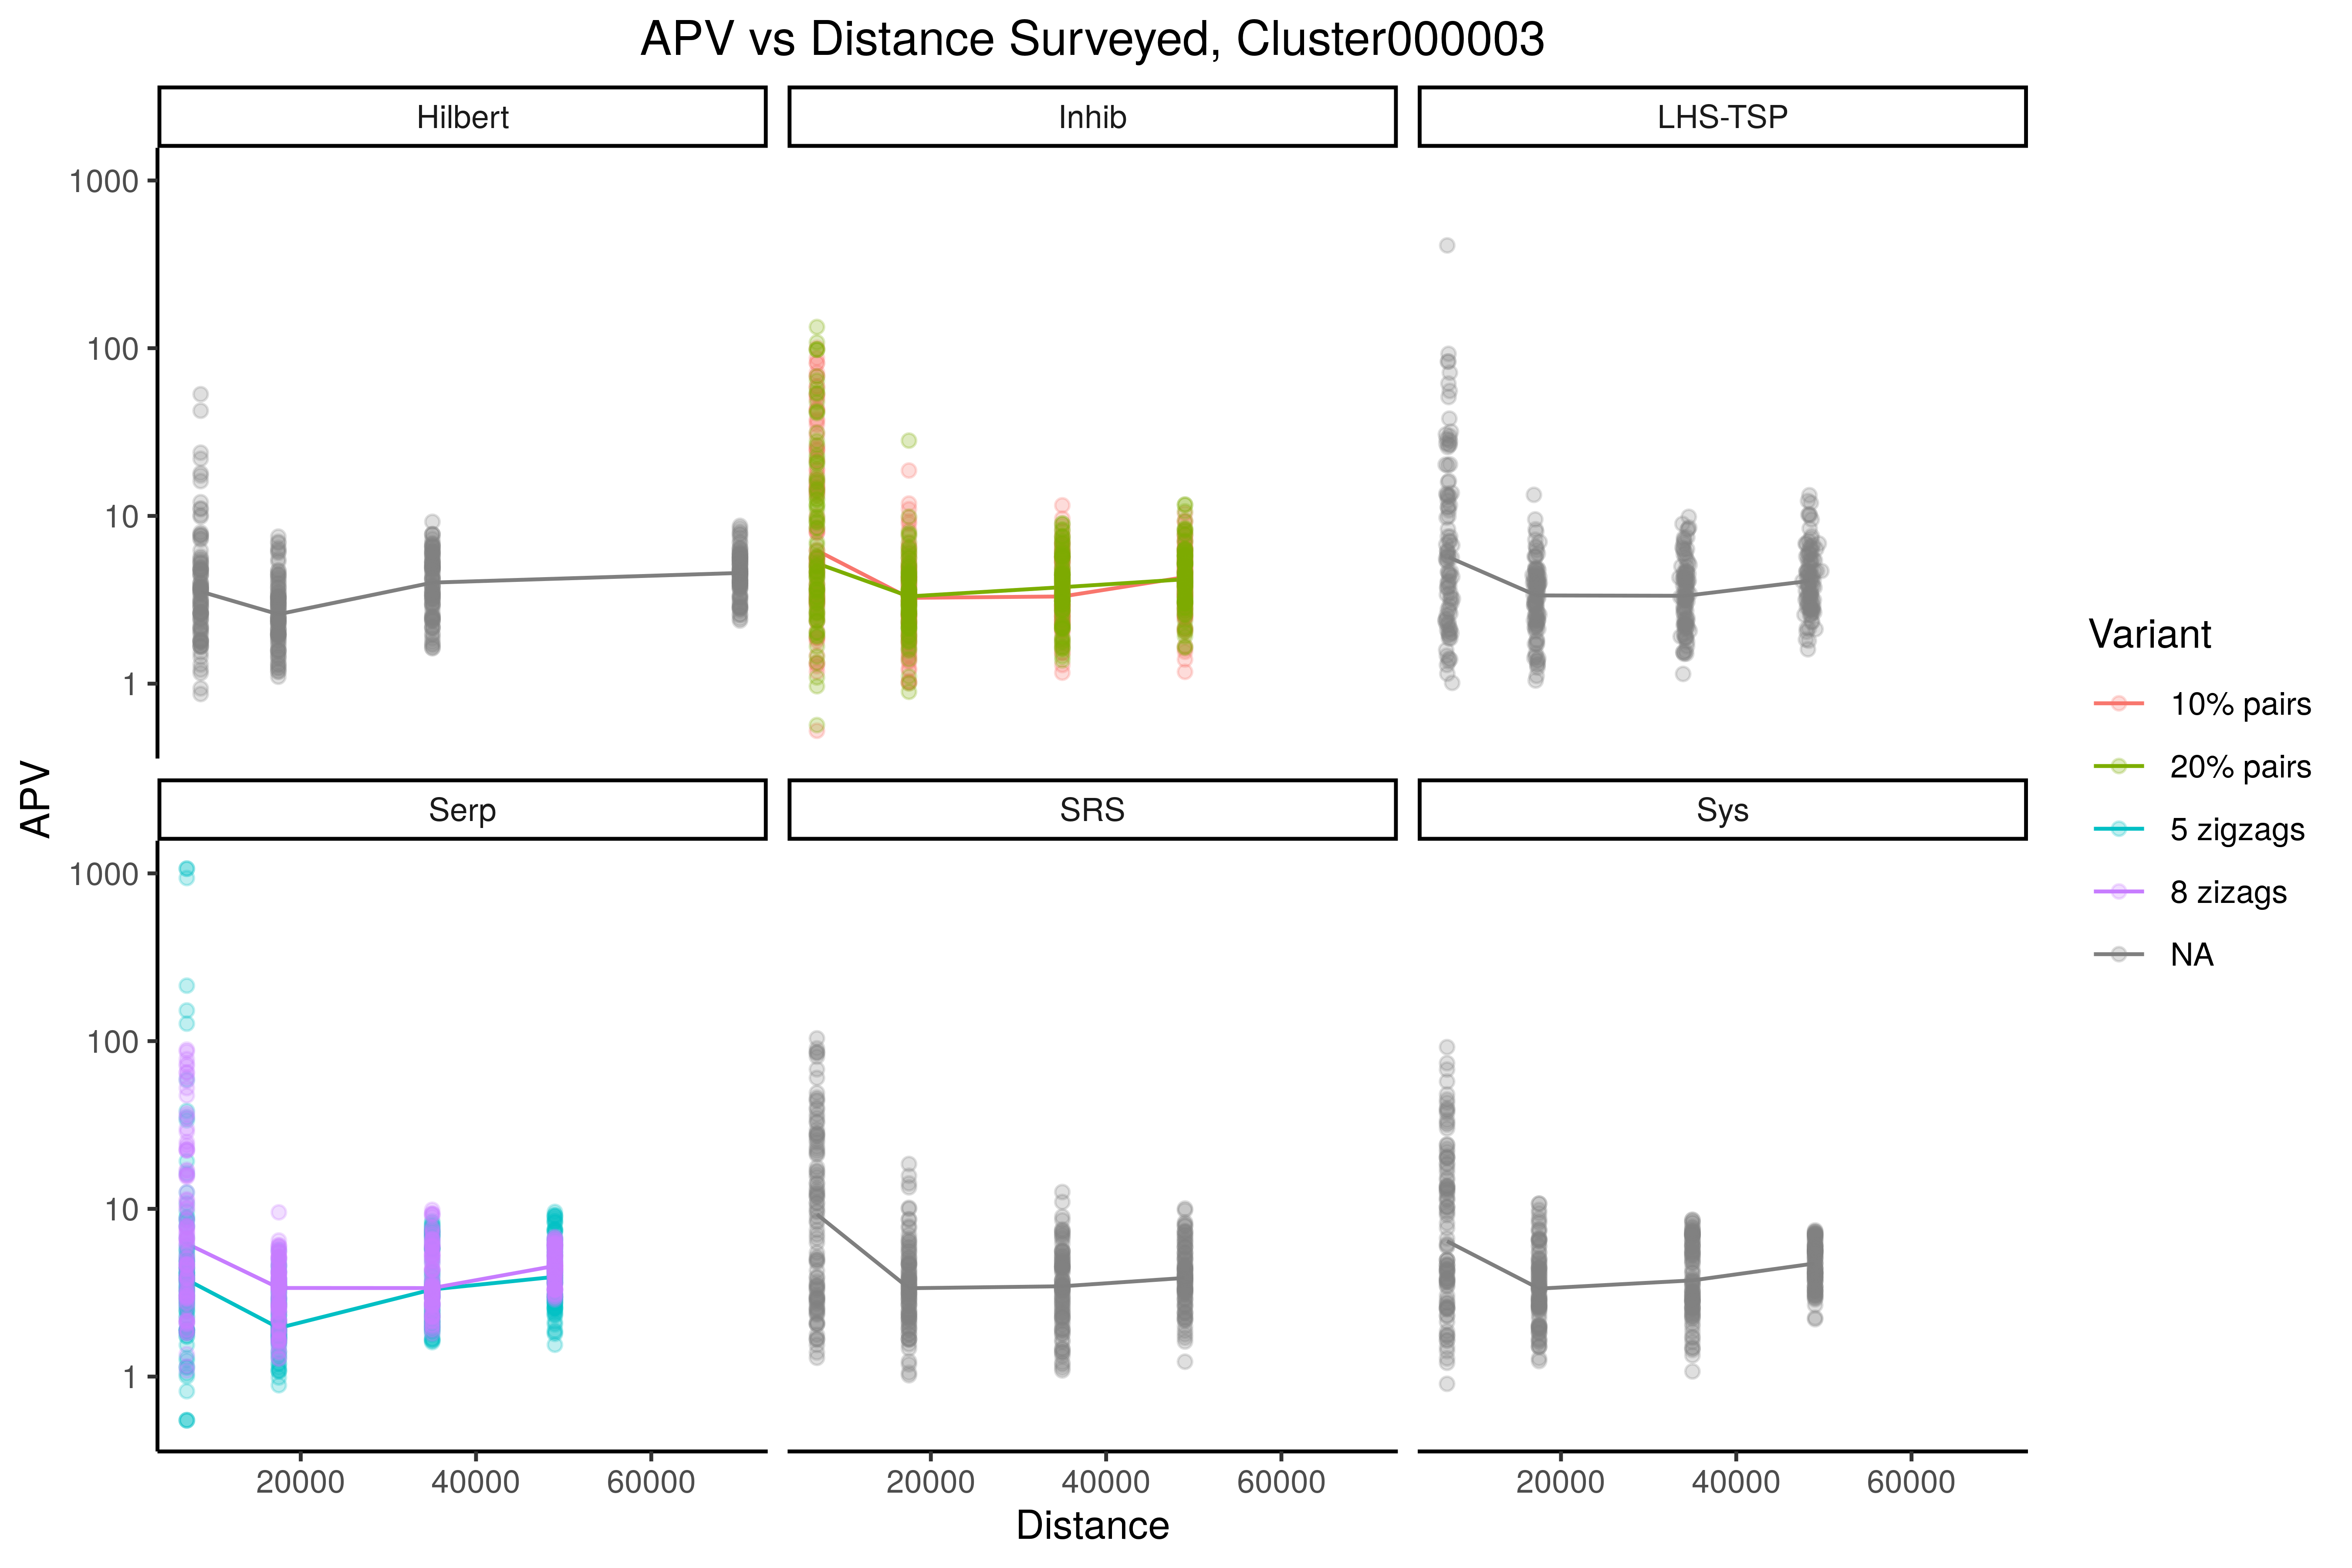 APV vs Distance Surveyed, Cluster000003
Hilbert
Inhib
LHS-TSP
1000
100
10
1
APV
Serp
SRS
Sys
1000
100
10
1
20000
40000
60000
20000
40000
60000
20000
40000
60000
Distance
Variant
10% pairs
20% pairs
5 zigzags
8 zizags
NA